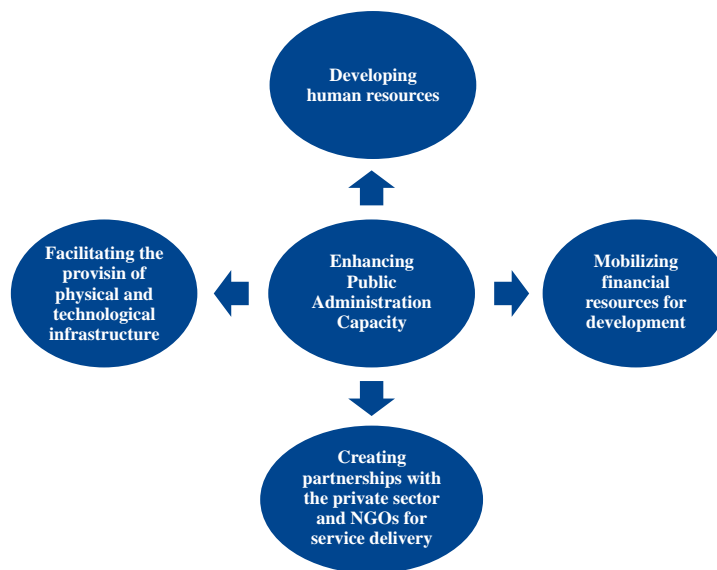 Developing
human resources
Facilitating the
provisin of
physical and
technological
infrastructure
Enhancing
Public
Administration
Capacity
Mobilizing
financial
resources for
development
Creating
partnerships with
the private sector
and NGOs for
service delivery